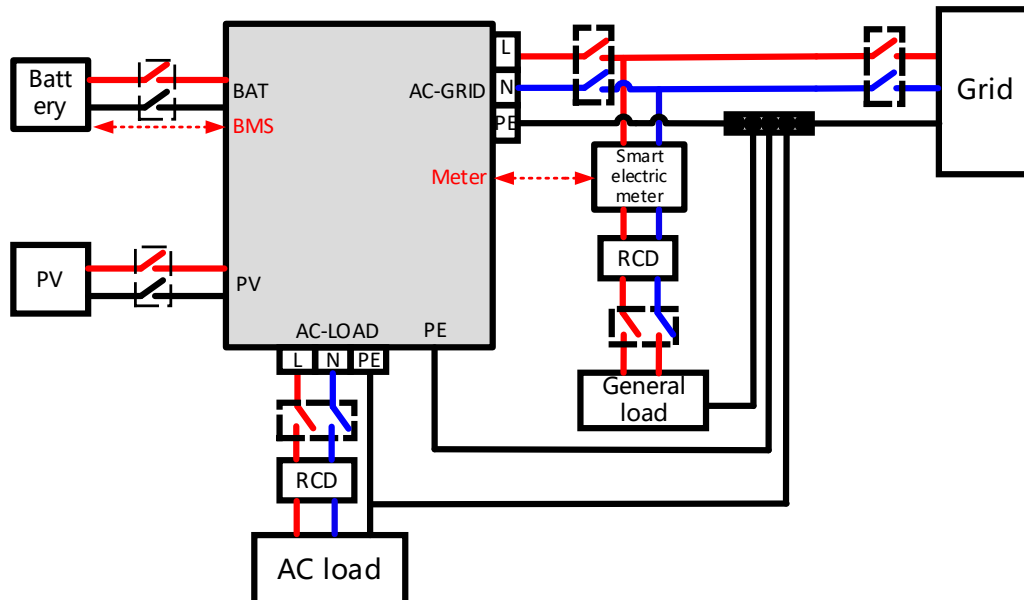 Batt
ery
BAT
BMS
PV
PV
AC-GRID
L
N
PE
Grid
Meter
Smart
electric
meter
RCD
General
load
AC-LOAD
PE
L
N
PE
RCD
AC load